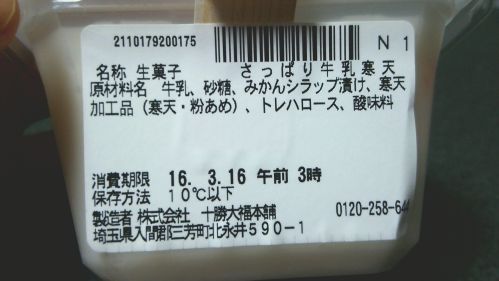 2110179200175
N 1
名称 生菓子 さっぱり牛乳寒天
原材料名 牛乳、砂糖、みかんシラップ漬け、寒天
加工品（寒天・粉あめ）、トレハロース、酸味料
消費期限 16. 3.16 午前 3時
保存方法 10℃以下
製造者 株式会社 十勝大福本舗 0120-258-644
埼玉県入間郡三芳町北永井590-1